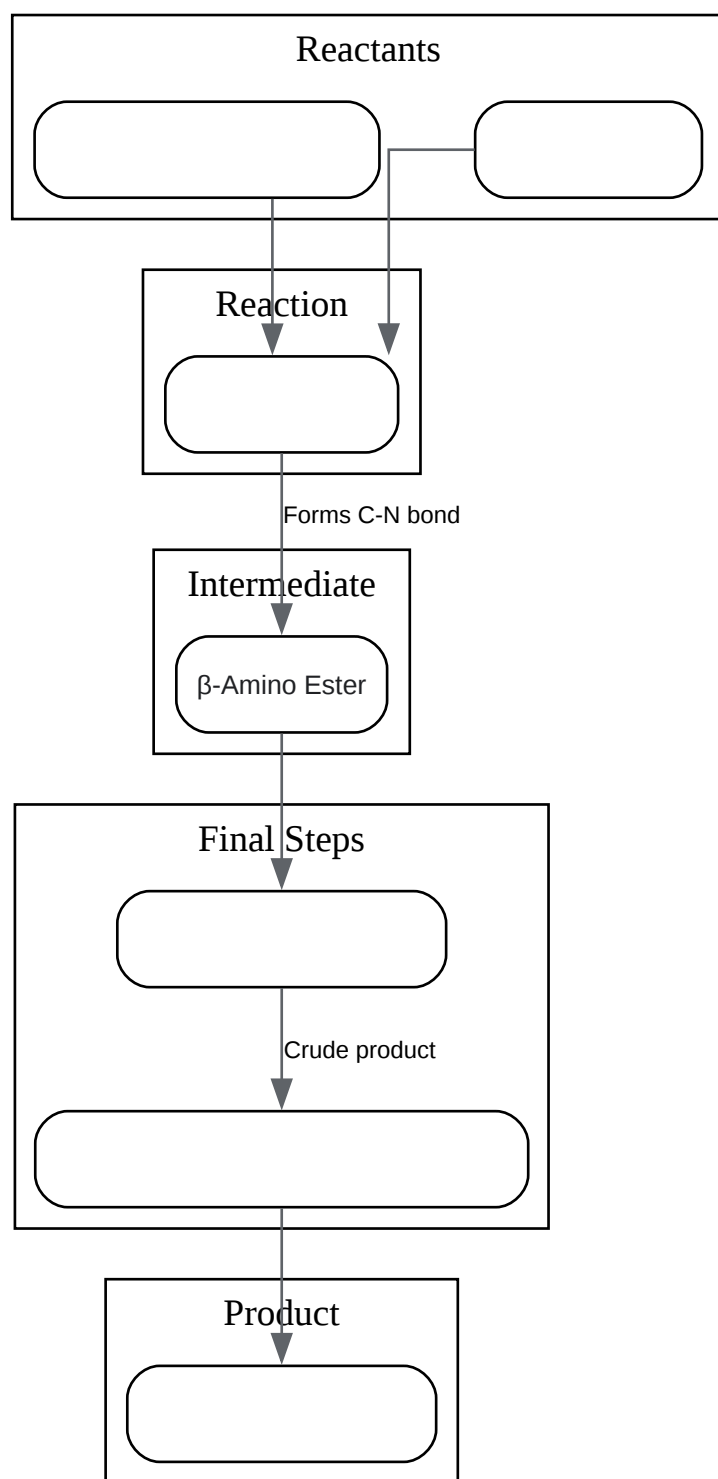 Reactants
Reaction
Forms C-N bond
Intermediate
β-Amino Ester
Final Steps
Crude product
Product